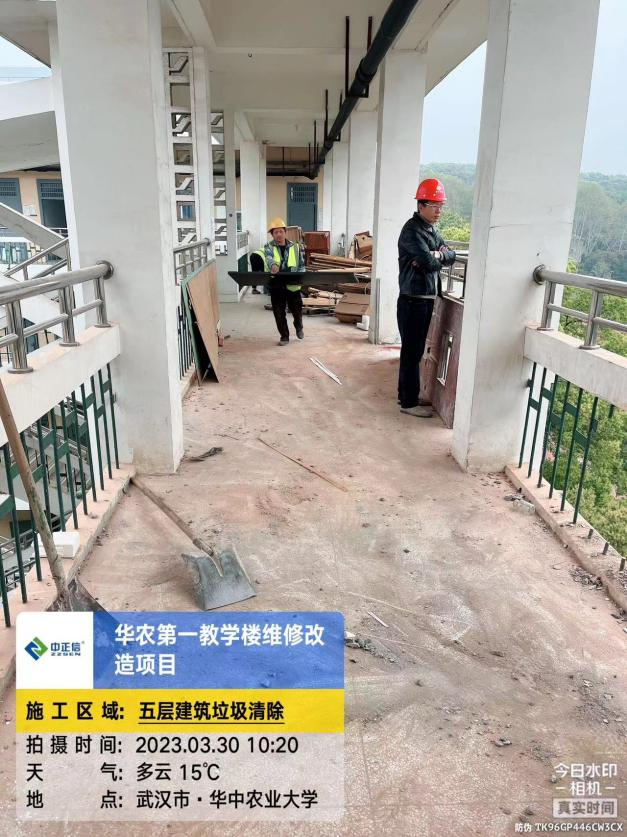 中正信
ZZSEN
华农第一教学楼维修改
造项目
施工区域: 五层建筑垃圾清除
拍摄时间: 2023.03.30 10:20
天气: 多云 15℃
地点: 武汉市·华中农业大学
今日水印
相机
真实时间
防伪 TK96GP446CW3CX